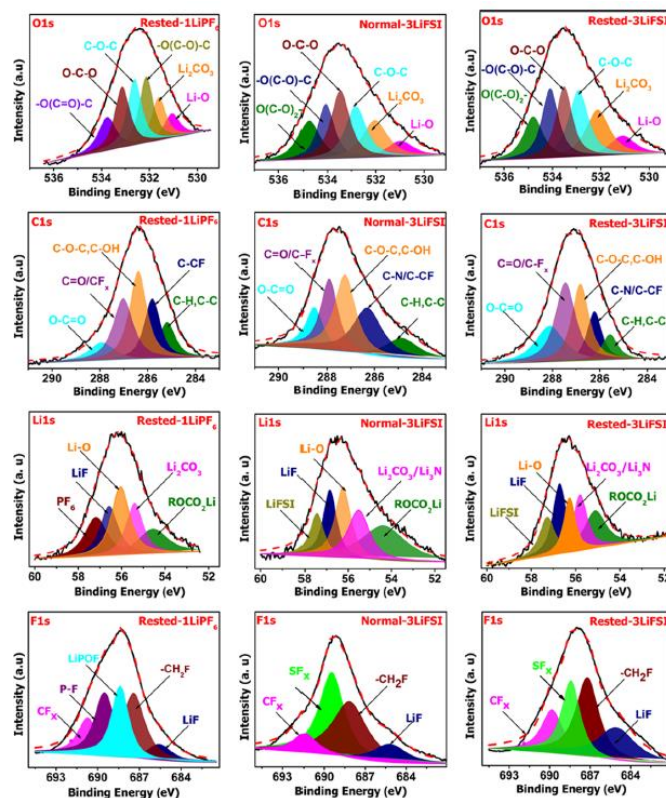 O1s Rested-1LiPF6
C-O-C
-O(C-O)-C
O-C-O
Li2CO3
-O(C=O)-C
Li-O
Intensity (a.u)
536 534 532 530
Binding Energy (eV)
O1s Normal-3LiFSI
O-C-O
-O(C-O)-C
C-O-C
O(C-O)2-
Li2CO3
Li-O
Intensity (a.u)
536 534 532 530
Binding Energy (eV)
O1s Rested-3LiFSI
O-C-O
C-O-C
-O(C-O)-C
Li2CO3
O(C-O)2-
Li-O
Intensity (a.u)
536 534 532 530
Binding Energy (eV)
C1s Rested-1LiPF6
C-O-C,C-OH
C=O/CFx
C-CF
O-C=O
C-H,C-C
Intensity (a.u)
288 286 284
Binding Energy (eV)
C1s Normal-3LiFSI
C=O/C-Fx
C-O-C,C-OH
O-C=O
C-N/C-CF
C-H,C-C
Intensity (a.u)
290 288 286 284
Binding Energy (eV)
C1s Rested-3LiFSI
C=O/C-Fx
C-O-C,C-OH
C-N/C-CF
O-C=O
C-H,C-C
Intensity (a.u)
290 288 286 284
Binding Energy (eV)
Li1s Rested-1LiPF6
Li-O
LiF
Li2CO3
PF6
ROCO2Li
Intensity (a. u)
60 58 56 54 52
Binding Energy (eV)
Li1s Normal-3LiFSI
Li-O
LiF
Li2CO3/Li3N
LiFSI
ROCO2Li
Intensity (a. u)
60 58 56 54 52
Binding Energy (eV)
Li1s Rested-3LiFSI
Li-O
Li2CO3/Li3N
LiF
LiFSI
ROCO2Li
Intensity (a. u)
60 58 56 54 52
Binding Energy (eV)
F1s Rested-1LiPF6
LiPOF
P-F
-CH2F
CFX
LiF
Intensity (a.u)
693 690 687 684
Binding Energy (eV)
F1s Normal-3LiFSI
SFX
-CH2F
CFX
LiF
Intensity (a.u)
693 690 687 684
Binding Energy (eV)
F1s Rested-3LiFSI
SFX
-CH2F
CFX
LiF
Intensity (a.u)
693 690 687 684
Binding Energy (eV)